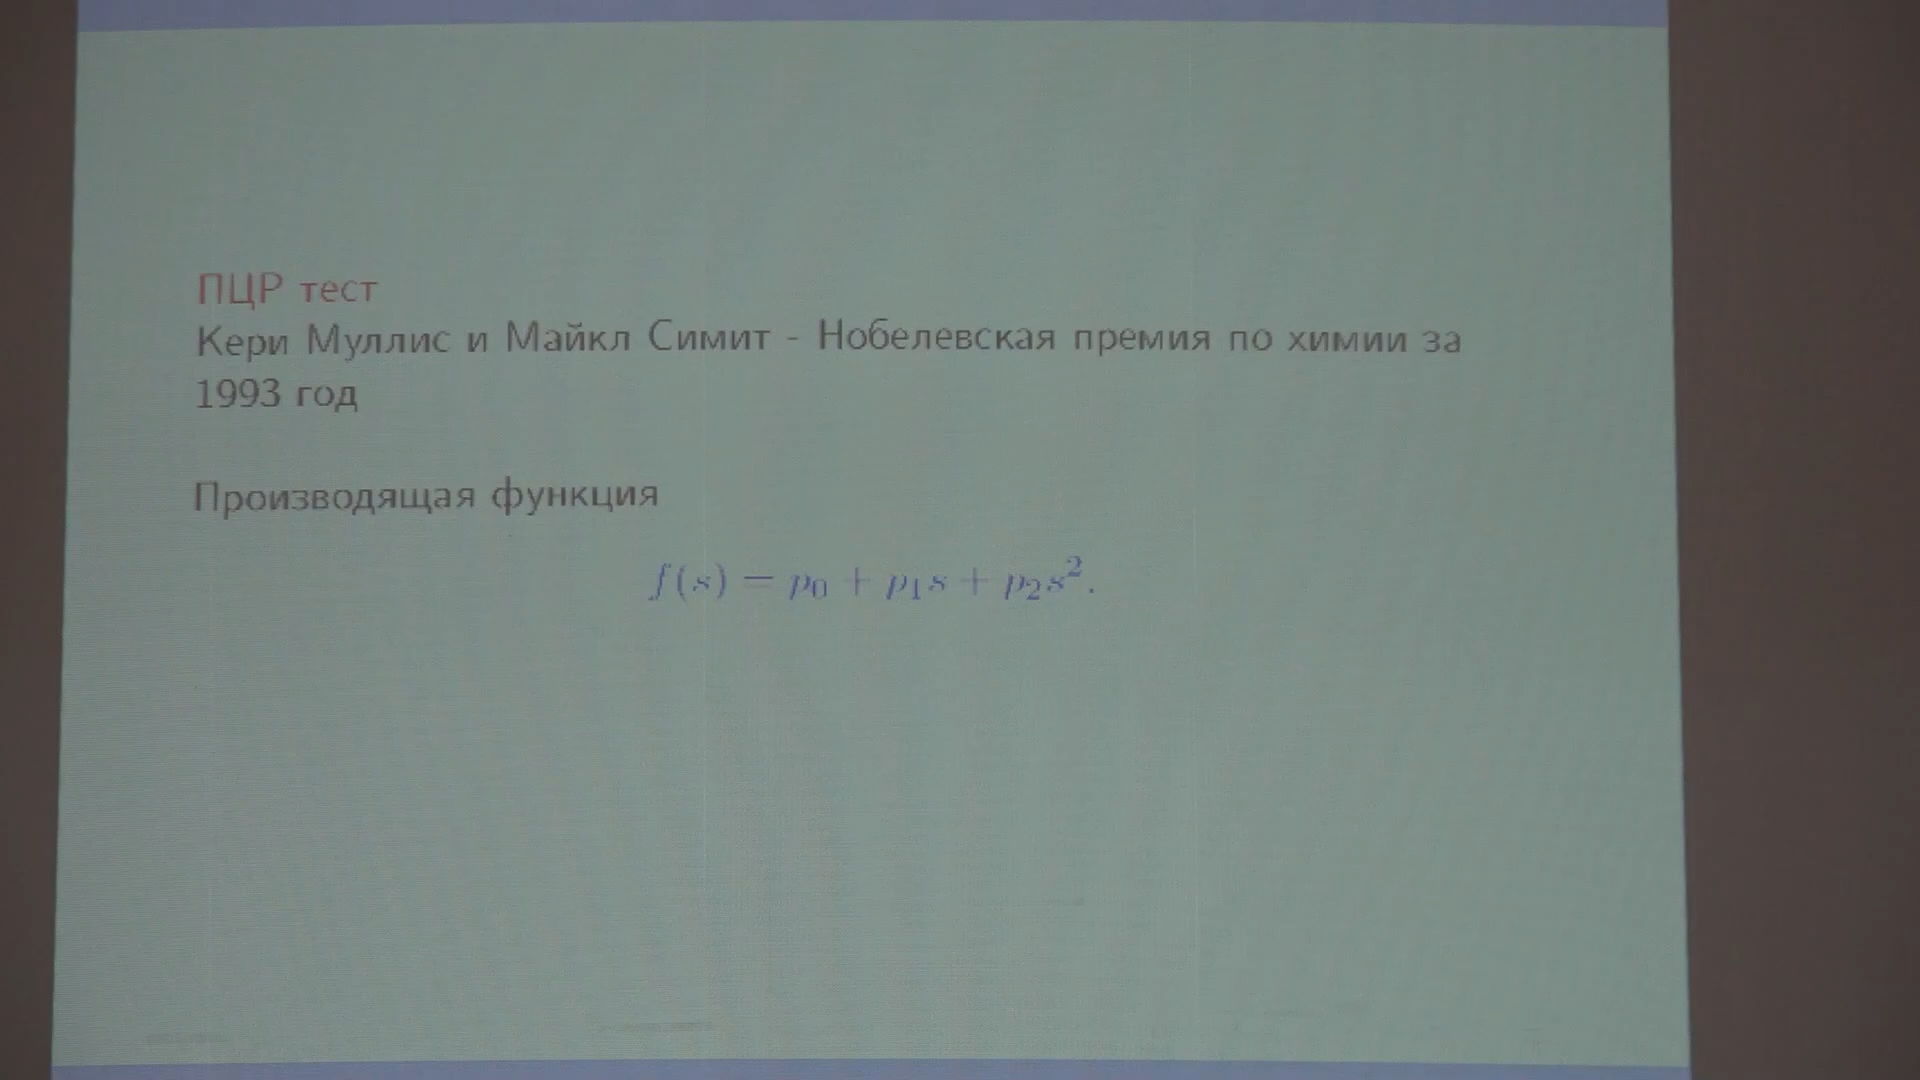 ПЦР тест
Кери Муллис и Майкл Симит - Нобелевская премия по химии за
1993 год
Производящая функция
f(s) = p₀ + p₁s + p₂s².